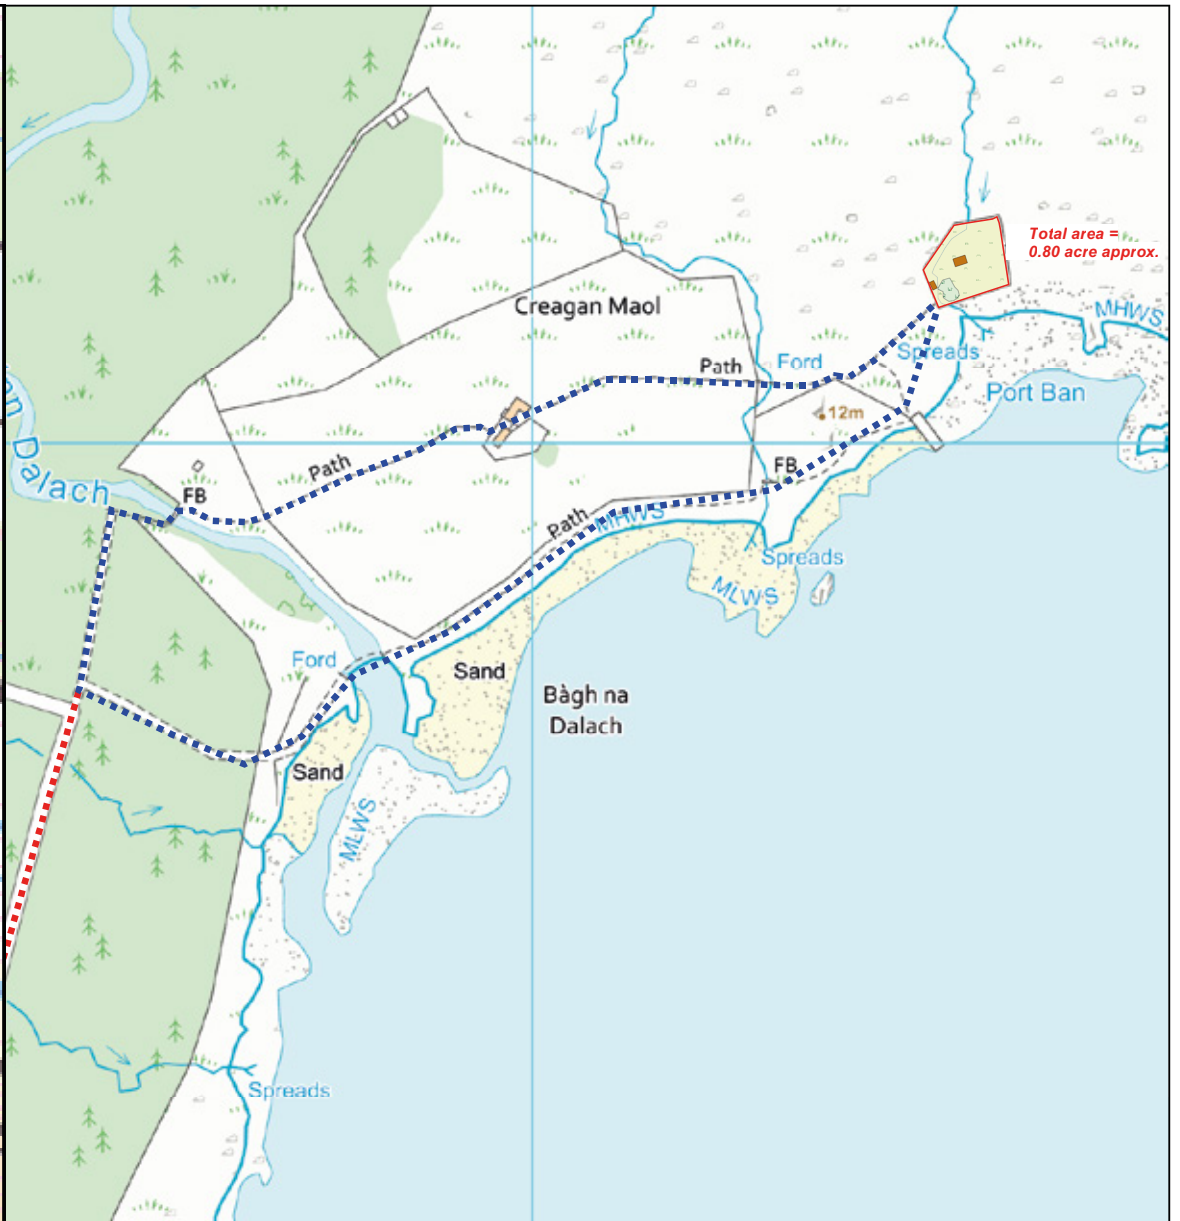 Total area =
0.80 acre approx.
MHWS
Creagan Maol
Path
Ford
Spreads
Port Ban
12m
Dalach
Path
FB
FB
Path
MHWS
Spreads
MLWS
Ford
Sand
Bàgh na
Dalach
Sand
MLWS
Spreads